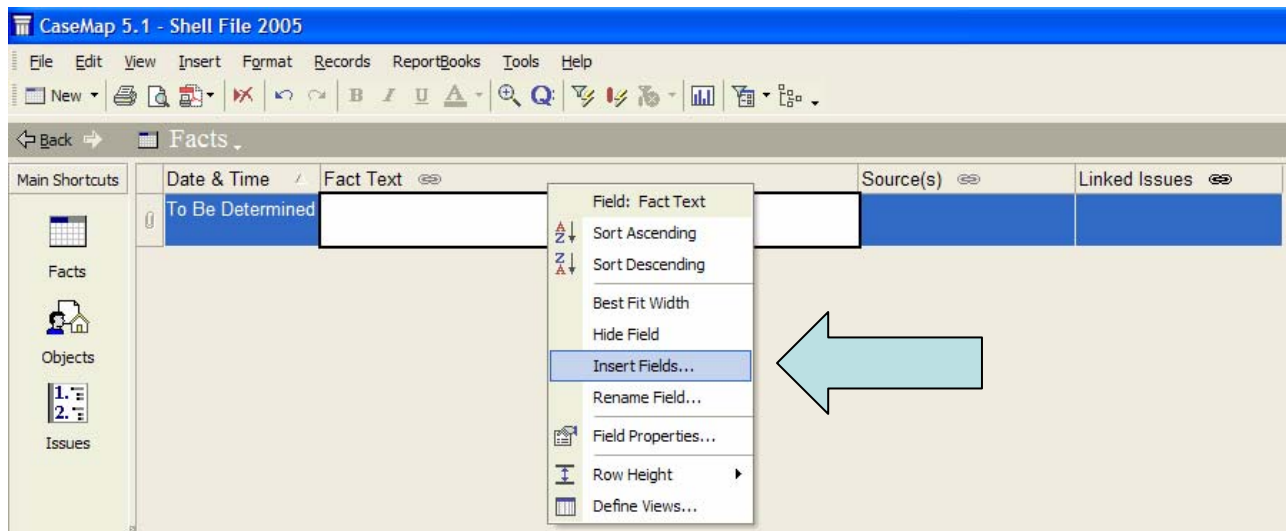 CaseMap 5.1 - Shell File 2005
File Edit View Insert Format Records ReportBooks Tools Help
New B I U A Q:
Back Facts
Main Shortcuts Date & Time Fact Text Source(s) Linked Issues
To Be Determined
Facts
Objects
1.
2.
Issues
Field: Fact Text
A Z Sort Ascending
Z A Sort Descending
Best Fit Width
Hide Field
Insert Fields...
Rename Field...
Field Properties...
Row Height
Define Views...